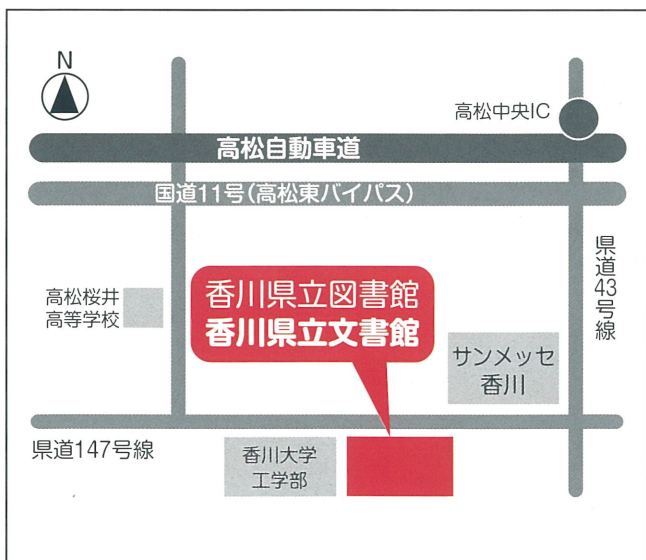 N
高松中央IC
高松自動車道
国道11号(高松東バイパス)
県道43号線
高松桜井
高等学校
香川県立図書館
香川県立文書館
サンメッセ
香川
県道147号線
香川大学
工学部